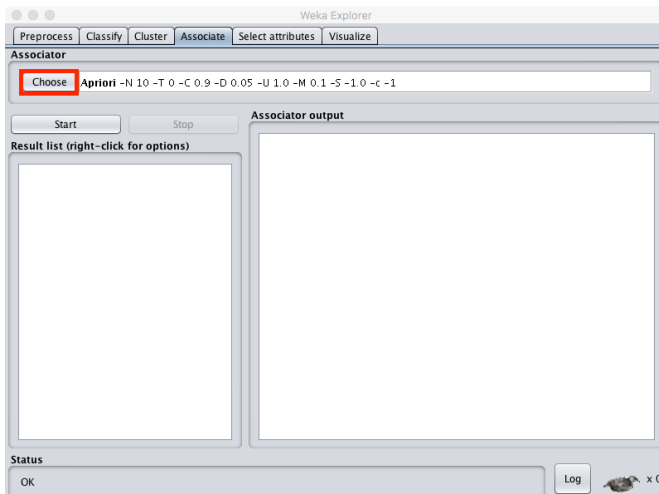 Weka Explorer
Preprocess Classify Cluster Associate Select attributes Visualize
Associator
Choose Apriori -N 10 -T 0 -C 0.9 -D 0.05 -U 1.0 -M 0.1 -S -1.0 -c -1
Start Stop
Associator output
Result list (right-click for options)
Status
OK
Log
x 0